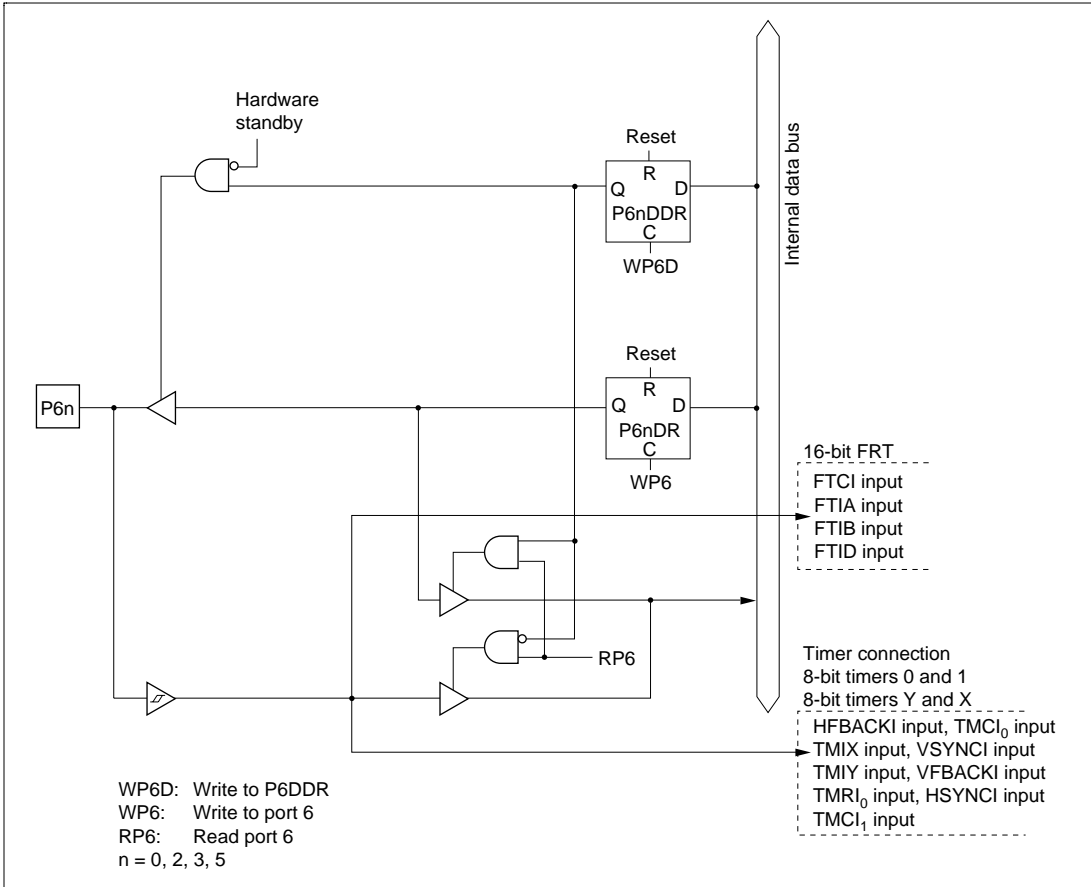 Hardware
standby
Reset
R
Q D
P6nDDR
C
WP6D
Internal data bus
Reset
R
P6n
Q D
P6nDR
C
WP6
16-bit FRT
FTCI input
FTIA input
FTIB input
FTID input
RP6
Timer connection
8-bit timers 0 and 1
8-bit timers Y and X
HFBACKI input, TMCI0 input
TMIX input, VSYNCI input
TMIY input, VFBACKI input
TMRI0 input, HSYNCI input
TMCI1 input
WP6D: Write to P6DDR
WP6: Write to port 6
RP6: Read port 6
n = 0, 2, 3, 5